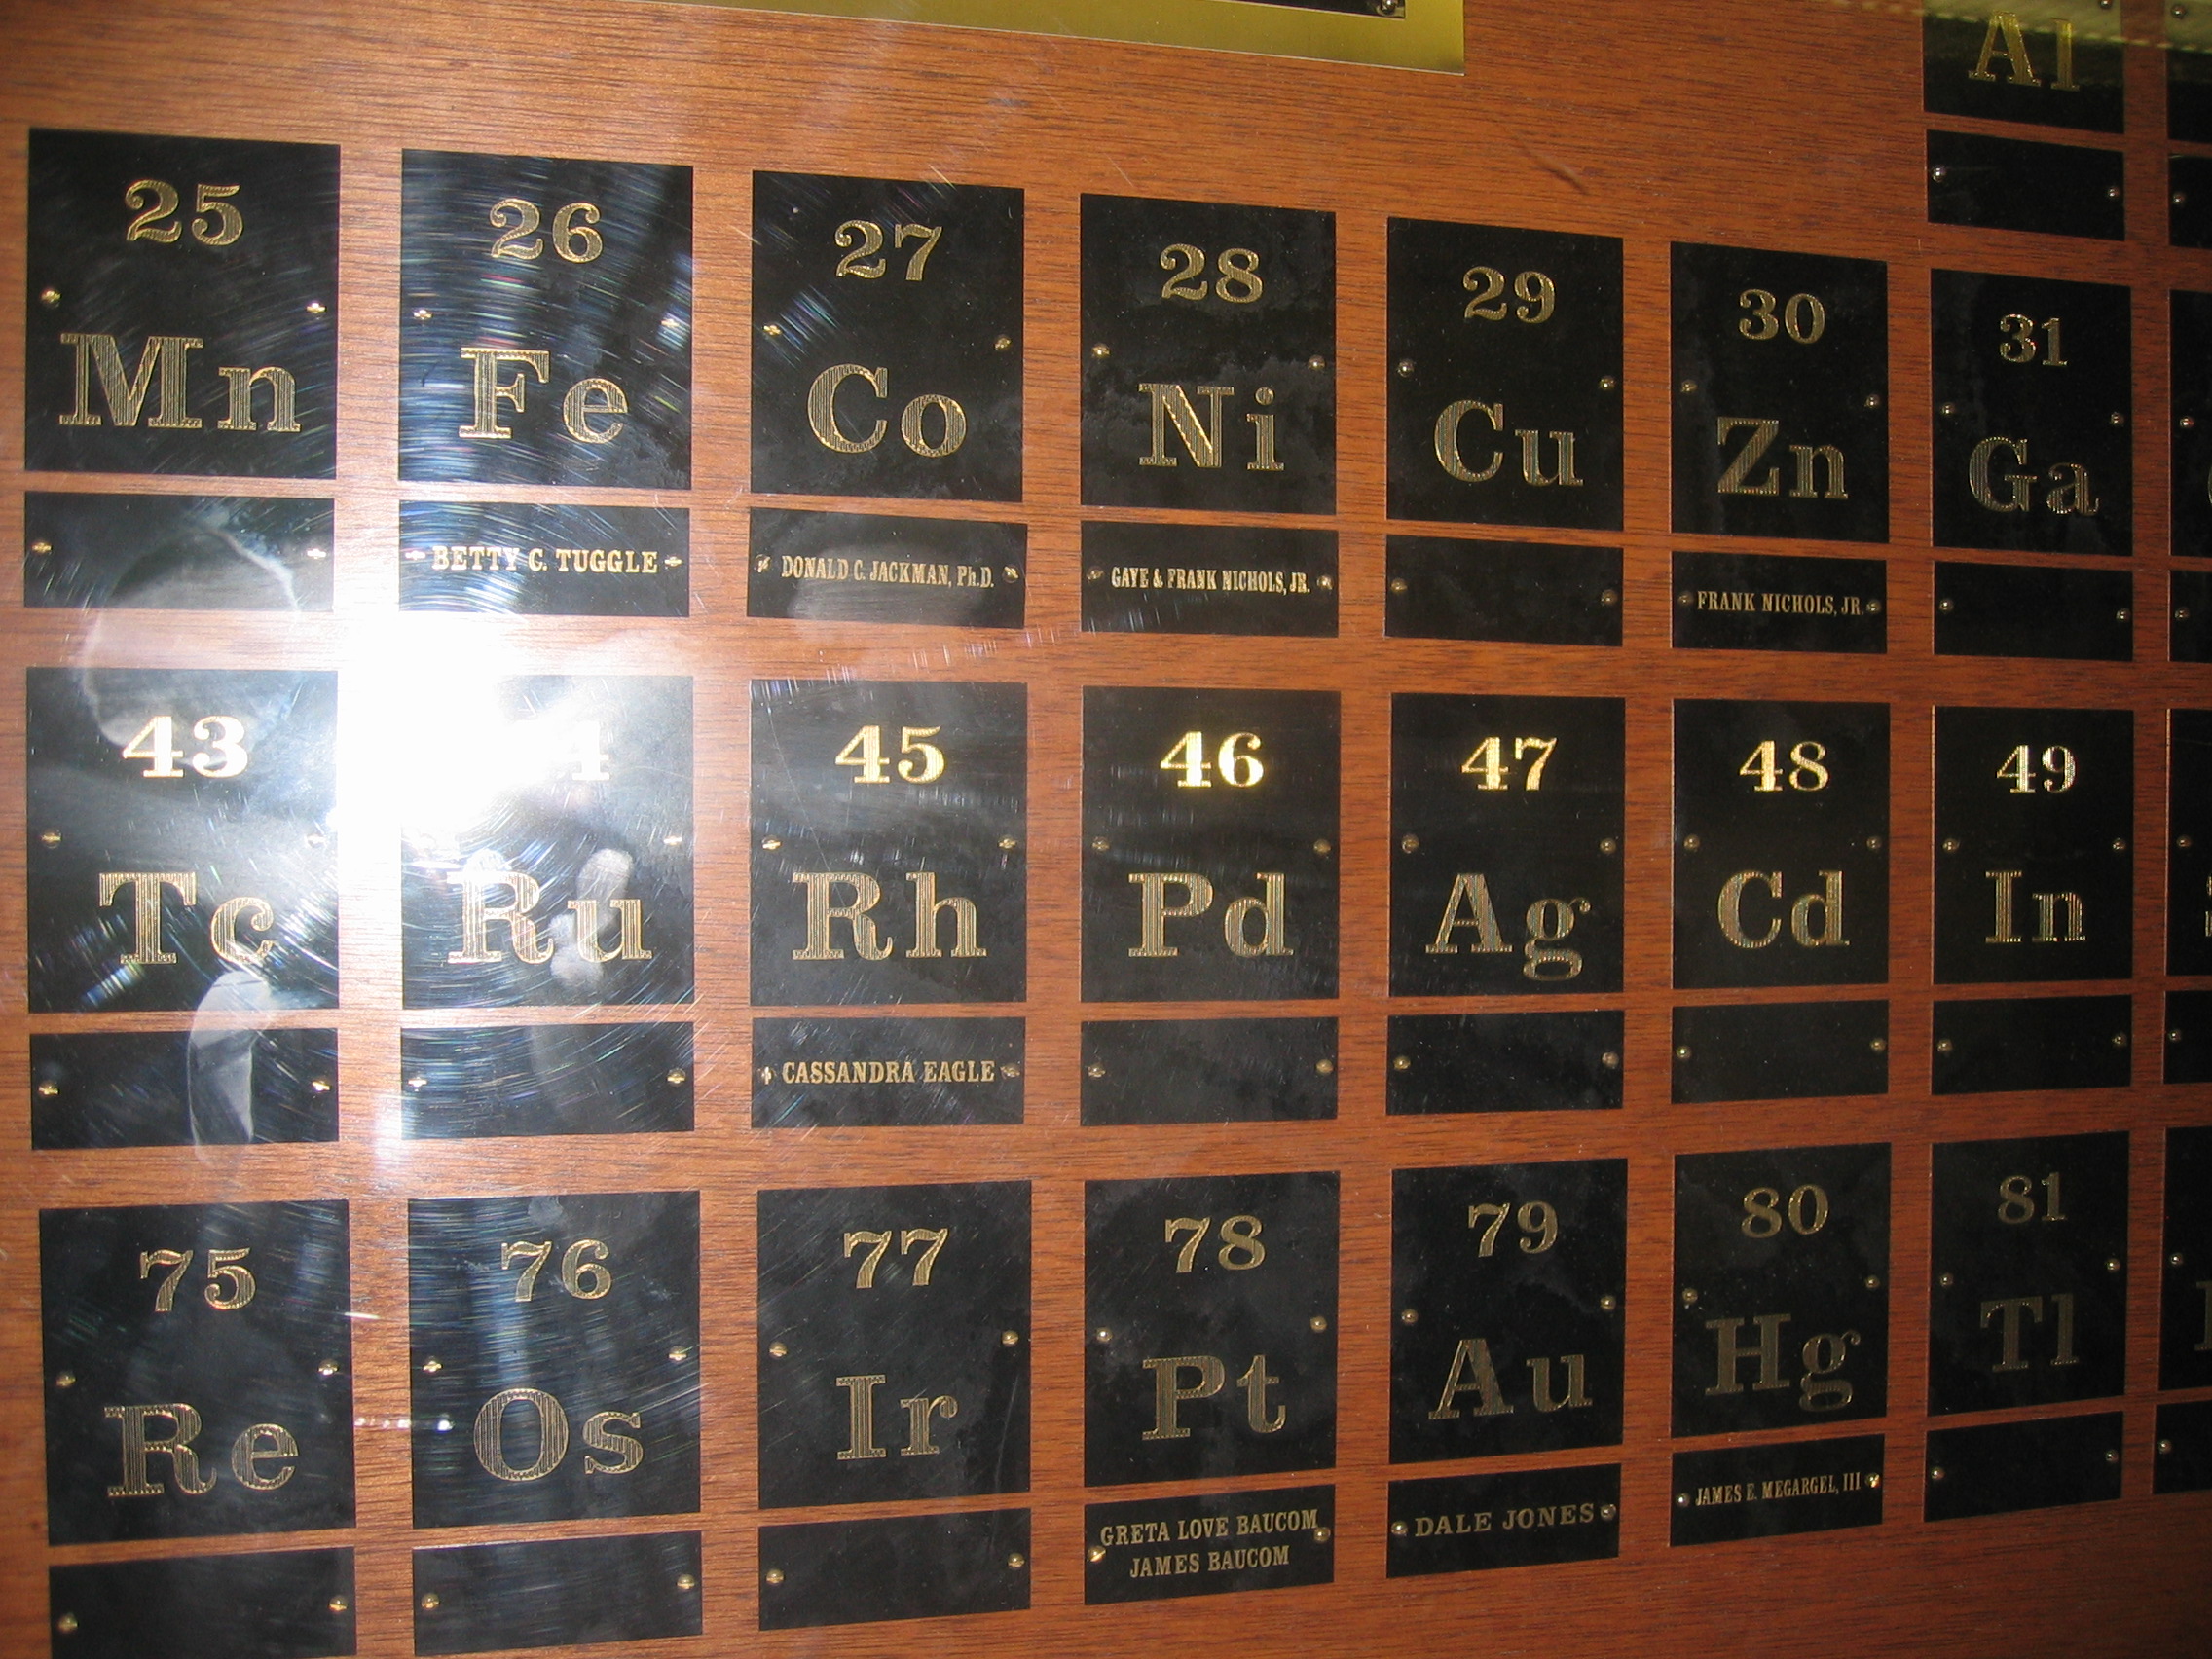 Al
25
Mn
26
Fe
BETTY C. TUGGLE
27
Co
DONALD C. JACKMAN, Ph.D.
28
Ni
GAYE & FRANK NICHOLS, JR.
29
Cu
30
Zn
FRANK NICHOLS, JR.
31
Ga
43
Tc
Ru
45
Rh
CASSANDRA EAGLE
46
Pd
47
Ag
48
Cd
49
In
75
Re
76
Os
77
Ir
78
Pt
GRETA LOVE BAUCOM
JAMES BAUCOM
79
Au
DALE JONES
80
Hg
JAMES E. MEGARGEL, III
81
Tl